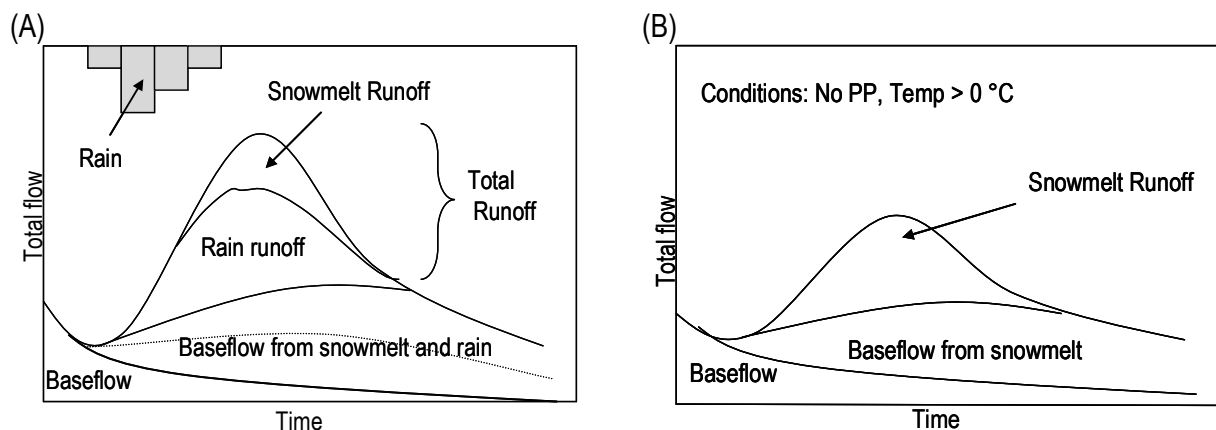 (A)
Snowmelt Runoff
Rain
Total
Runoff
Total flow
Rain runoff
Baseflow from snowmelt and rain
Baseflow
Time
(B)
Conditions: No PP, Temp > 0 °C
Snowmelt Runoff
Total flow
Baseflow from snowmelt
Baseflow
Time